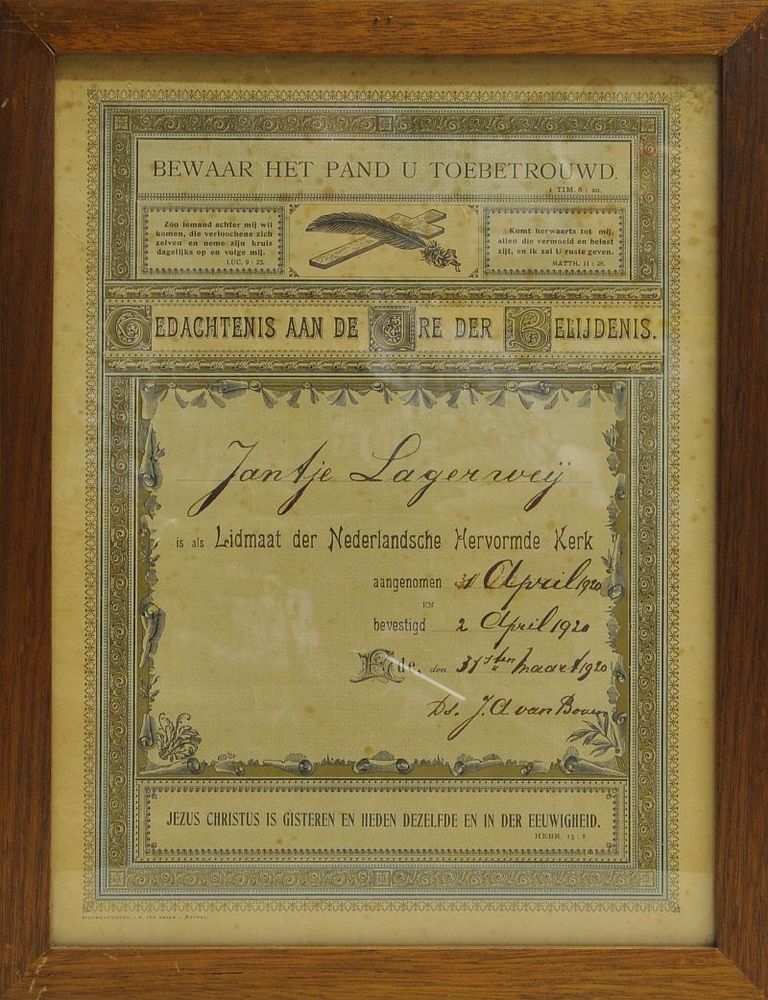 BEWAAR HET PAND U TOEBETROUWD.
1 TIM. 6 : 20.
Zoo iemand achter mij wil
komen, die verloochene zich
zelven en neme zijn kruis
dagelijks op en volge mij.
LUC. 9 : 23.
Komt herwaarts tot mij,
allen die vermoeid en belast
zijt, en ik zal U ruste geven.
MATTH. 11 : 28.
GEDACHTENIS AAN DE URE DER BELIJDENIS.
Jantje Lagerweij
is als Lidmaat der Nederlandsche Hervormde Kerk
aangenomen April 1920
EN
bevestigd 2 April 1920
Ede, den 31sten Maart 1920
Ds. J. A. van Boven
JEZUS CHRISTUS IS GISTEREN EN HEDEN DEZELFDE EN IN DER EEUWIGHEID.
HEBR. 13 : 8.
MEPPEL.